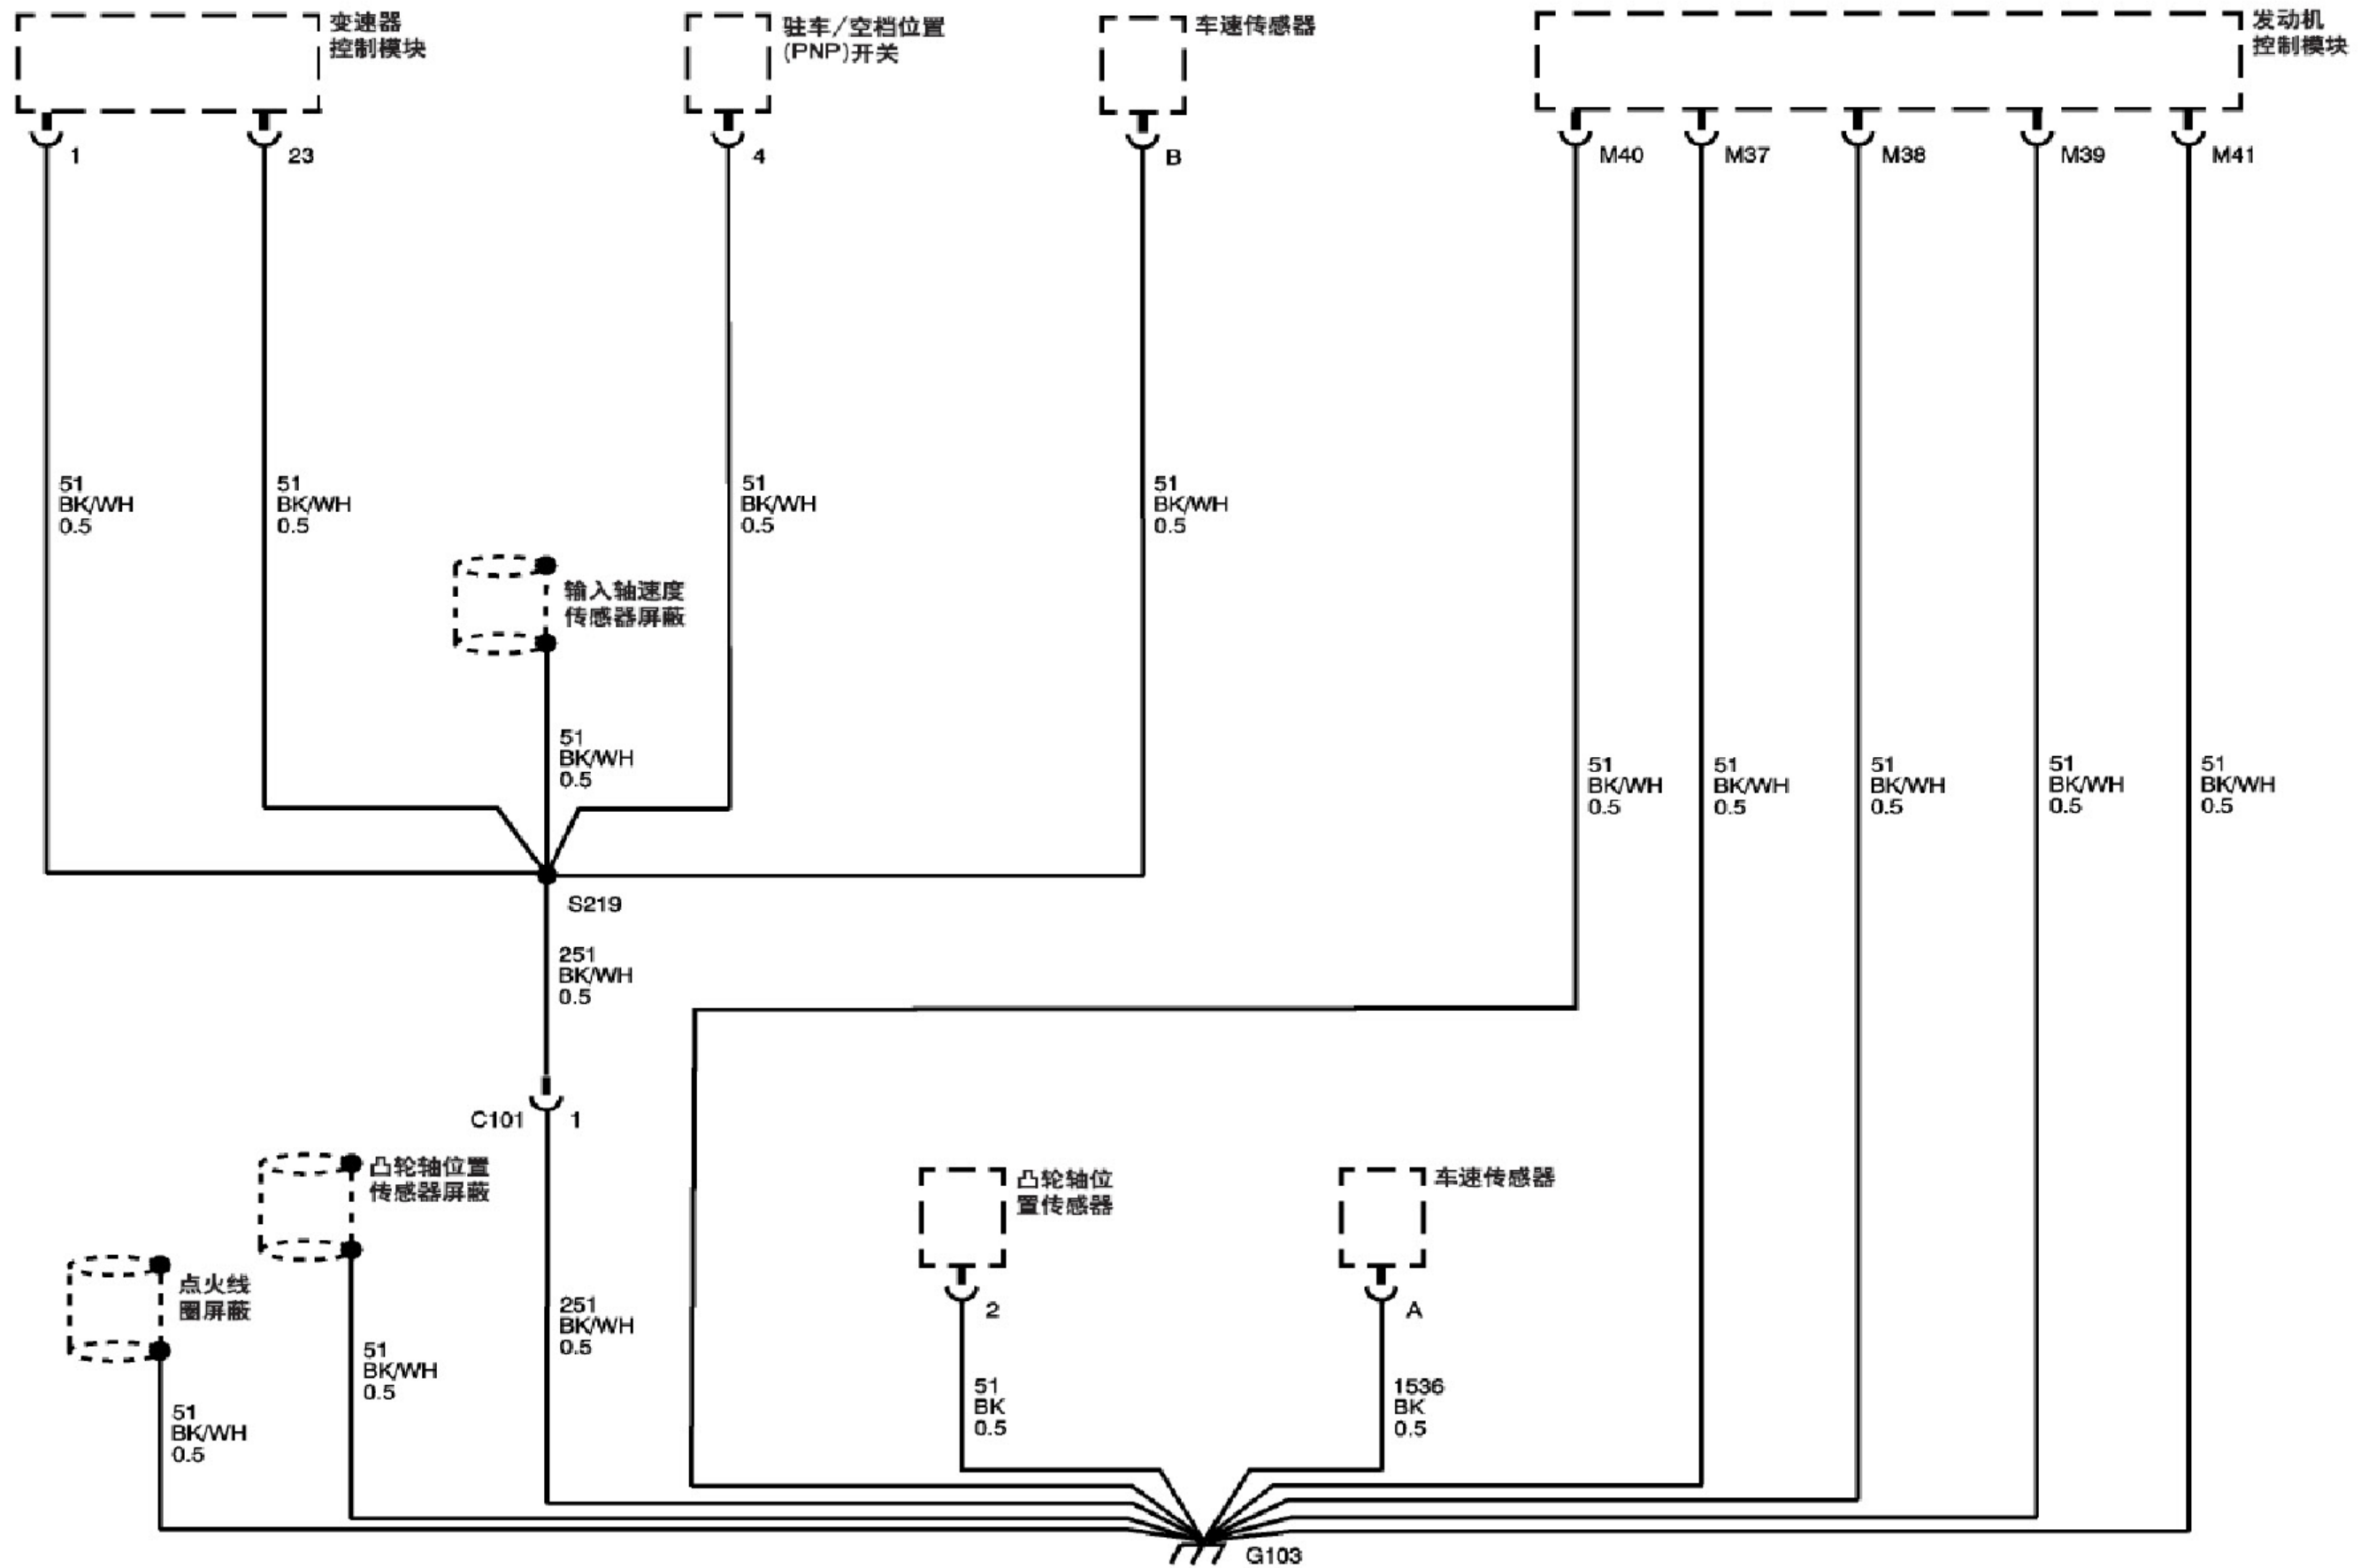 变速器
控制模块
驻车/空档位置
(PNP)开关
车速传感器
发动机
控制模块
1
23
4
B
M40
M37
M38
M39
M41
51
BK/WH
0.5
51
BK/WH
0.5
51
BK/WH
0.5
51
BK/WH
0.5
输入轴速度
传感器屏蔽
51
BK/WH
0.5
51
BK/WH
0.5
51
BK/WH
0.5
51
BK/WH
0.5
51
BK/WH
0.5
51
BK/WH
0.5
S219
251
BK/WH
0.5
C101
1
凸轮轴位置
传感器屏蔽
凸轮轴位
置传感器
车速传感器
点火线
圈屏蔽
2
A
251
BK/WH
0.5
51
BK/WH
0.5
51
BK
0.5
1536
BK
0.5
51
BK/WH
0.5
G103